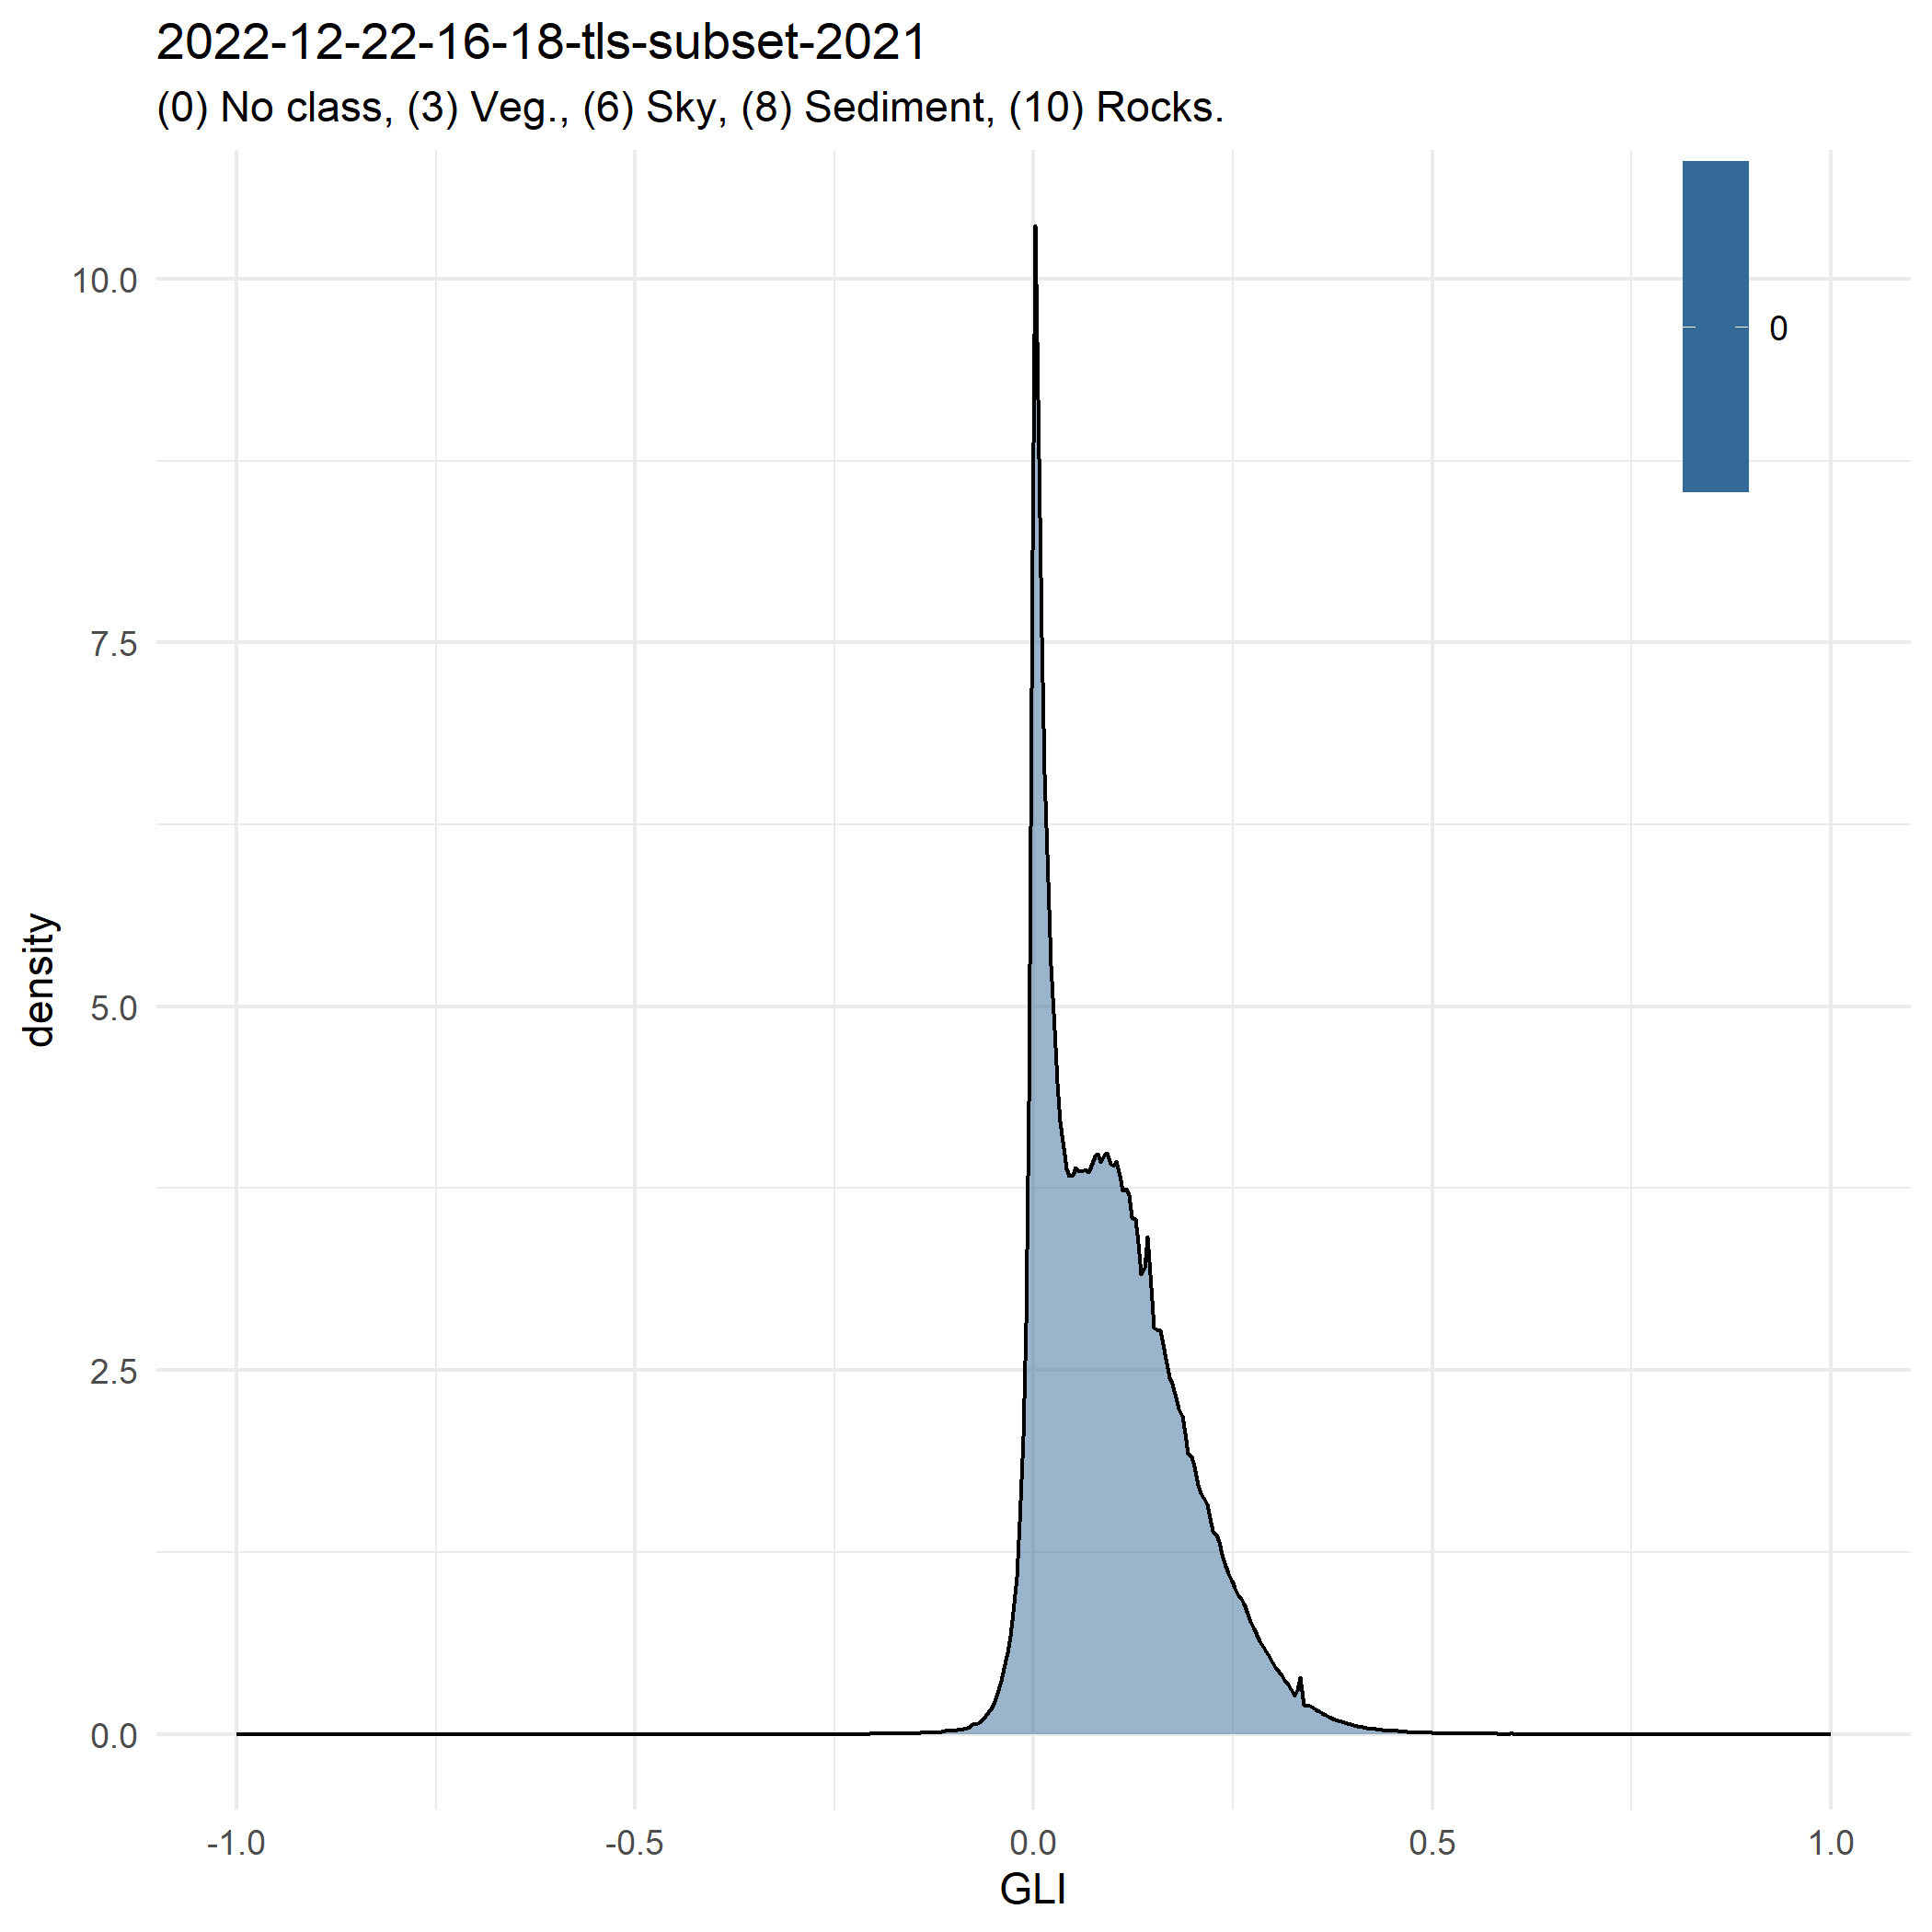 2022-12-22-16-18-tls-subset-2021
(0) No class, (3) Veg., (6) Sky, (8) Sediment, (10) Rocks.
0
10.0
7.5
5.0
2.5
0.0
density
-1.0 -0.5 0.0 0.5 1.0
GLI